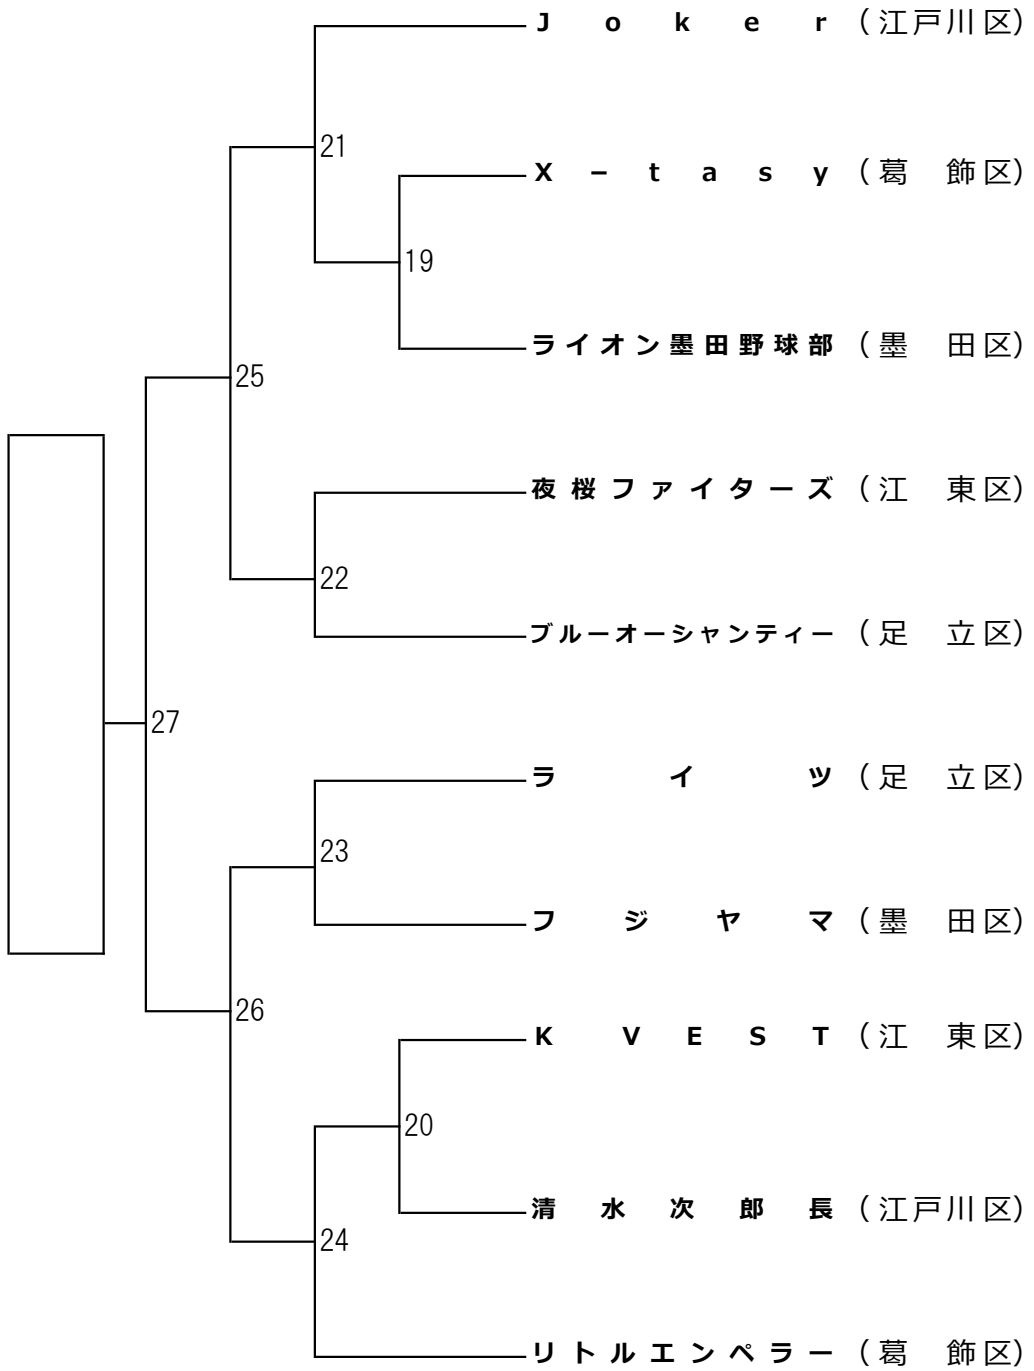 Joker (江戸川区)
21
X－tasy (葛飾区)
19
ライオン墨田野球部 (墨田区)
25
夜桜ファイターズ (江東区)
22
ブルーオーシャンティー (足立区)
27
ライツ (足立区)
23
フジヤマ (墨田区)
26
K VEST (江東区)
20
清水次郎長 (江戸川区)
24
リトルエンペラー (葛飾区)